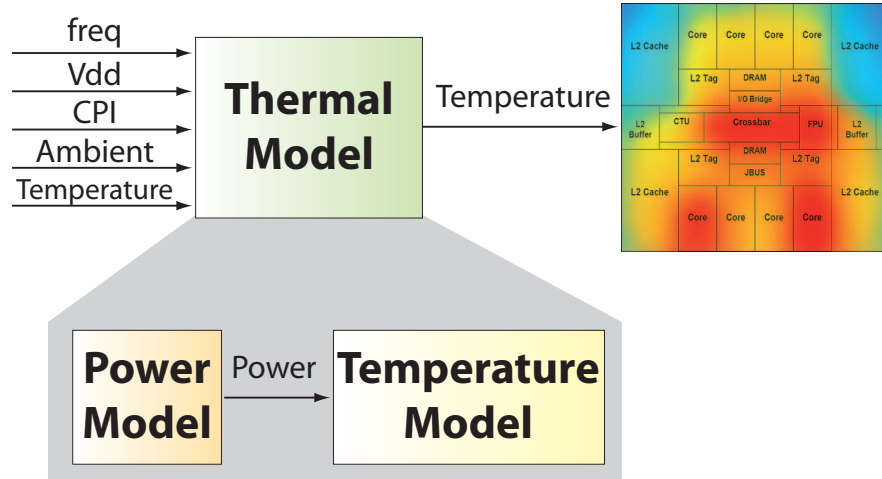 freq
Vdd
CPI
Ambient
Temperature
Thermal
Model
Temperature
Core Core Core Core
L2 Cache L2 Cache
L2 Tag DRAM L2 Tag
I/O Bridge
L2
Buffer
CTU Crossbar FPU
L2
Buffer
DRAM
L2 Tag L2 Tag
JBUS
L2 Cache L2 Cache
Core Core Core Core
Power
Model
Power
Temperature
Model